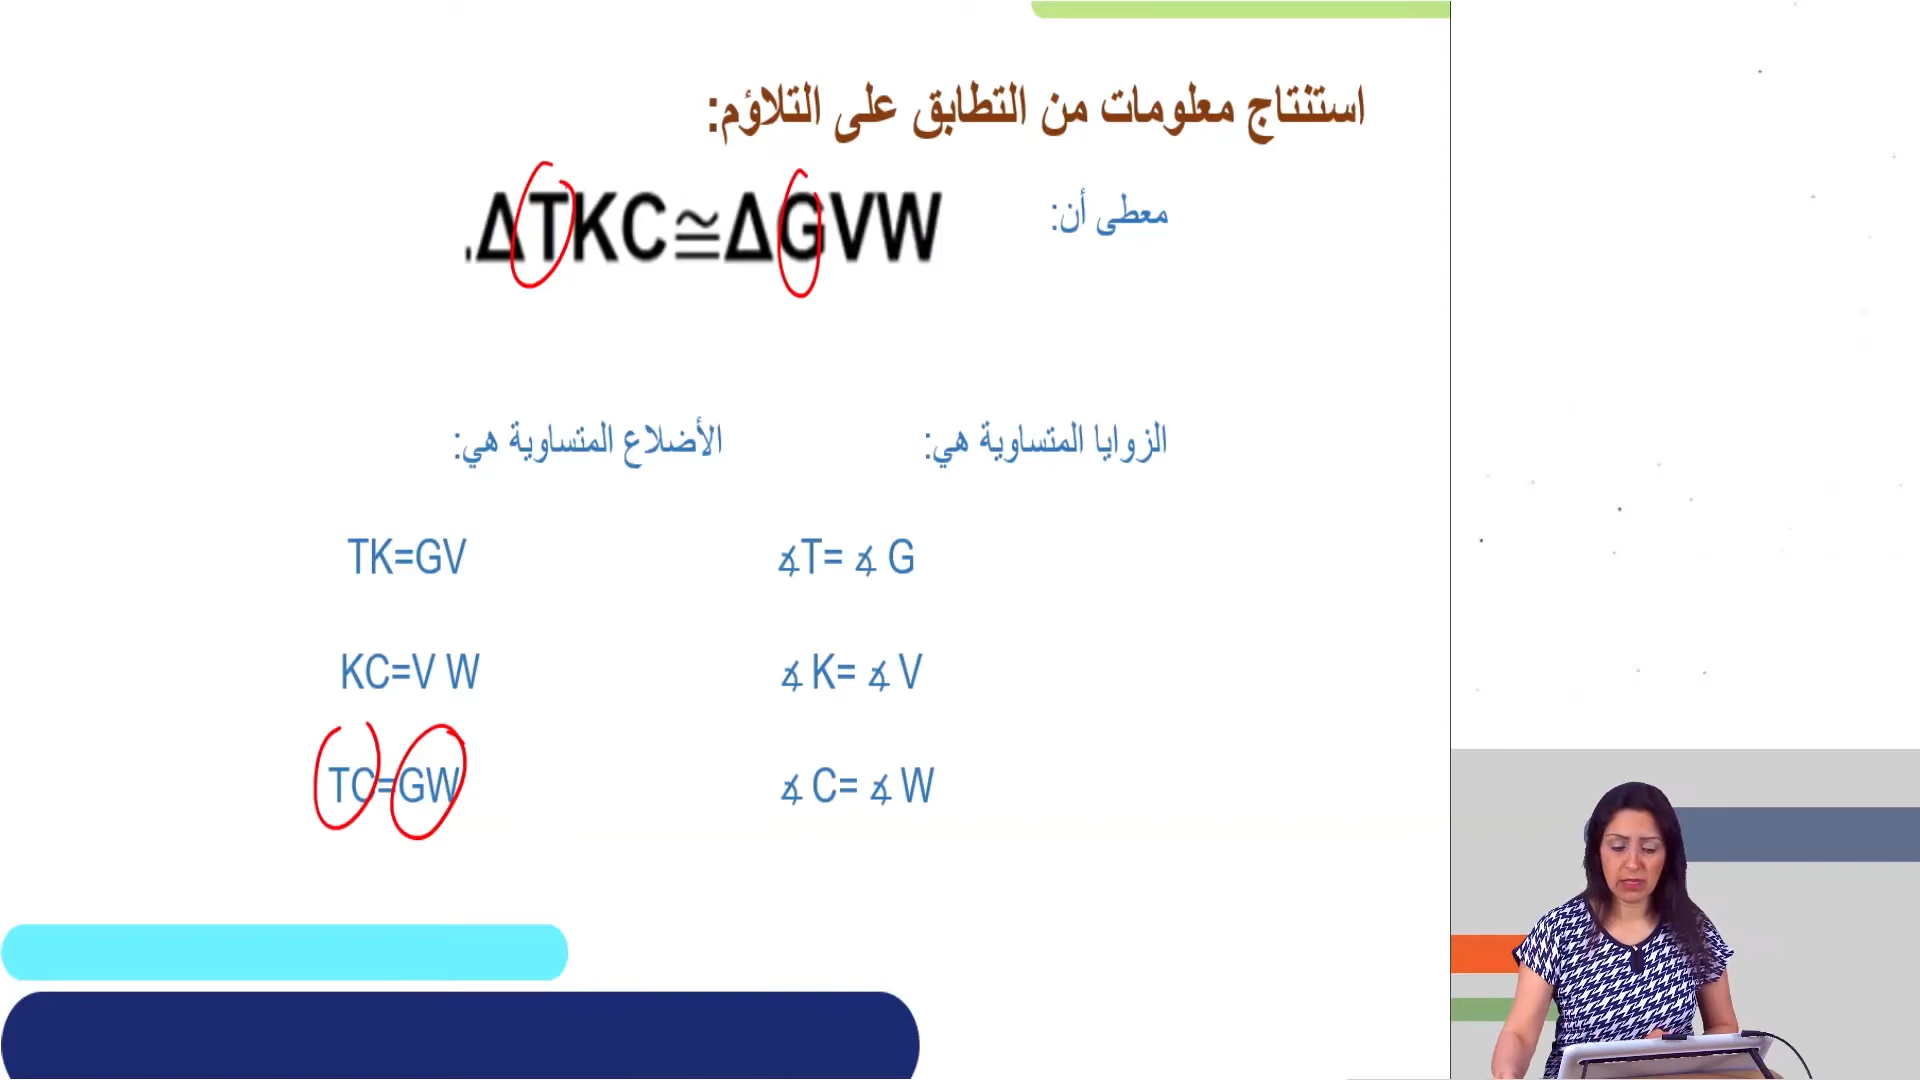 استنتاج معلومات من التطابق على التلاؤم:
معطى أن:
.ΔTKC≅ΔGVW
الزوايا المتساوية هي:
الأضلاع المتساوية هي:
∡T= ∡ G
TK=GV
∡ K= ∡ V
KC=V W
∡ C= ∡ W
TC=GW